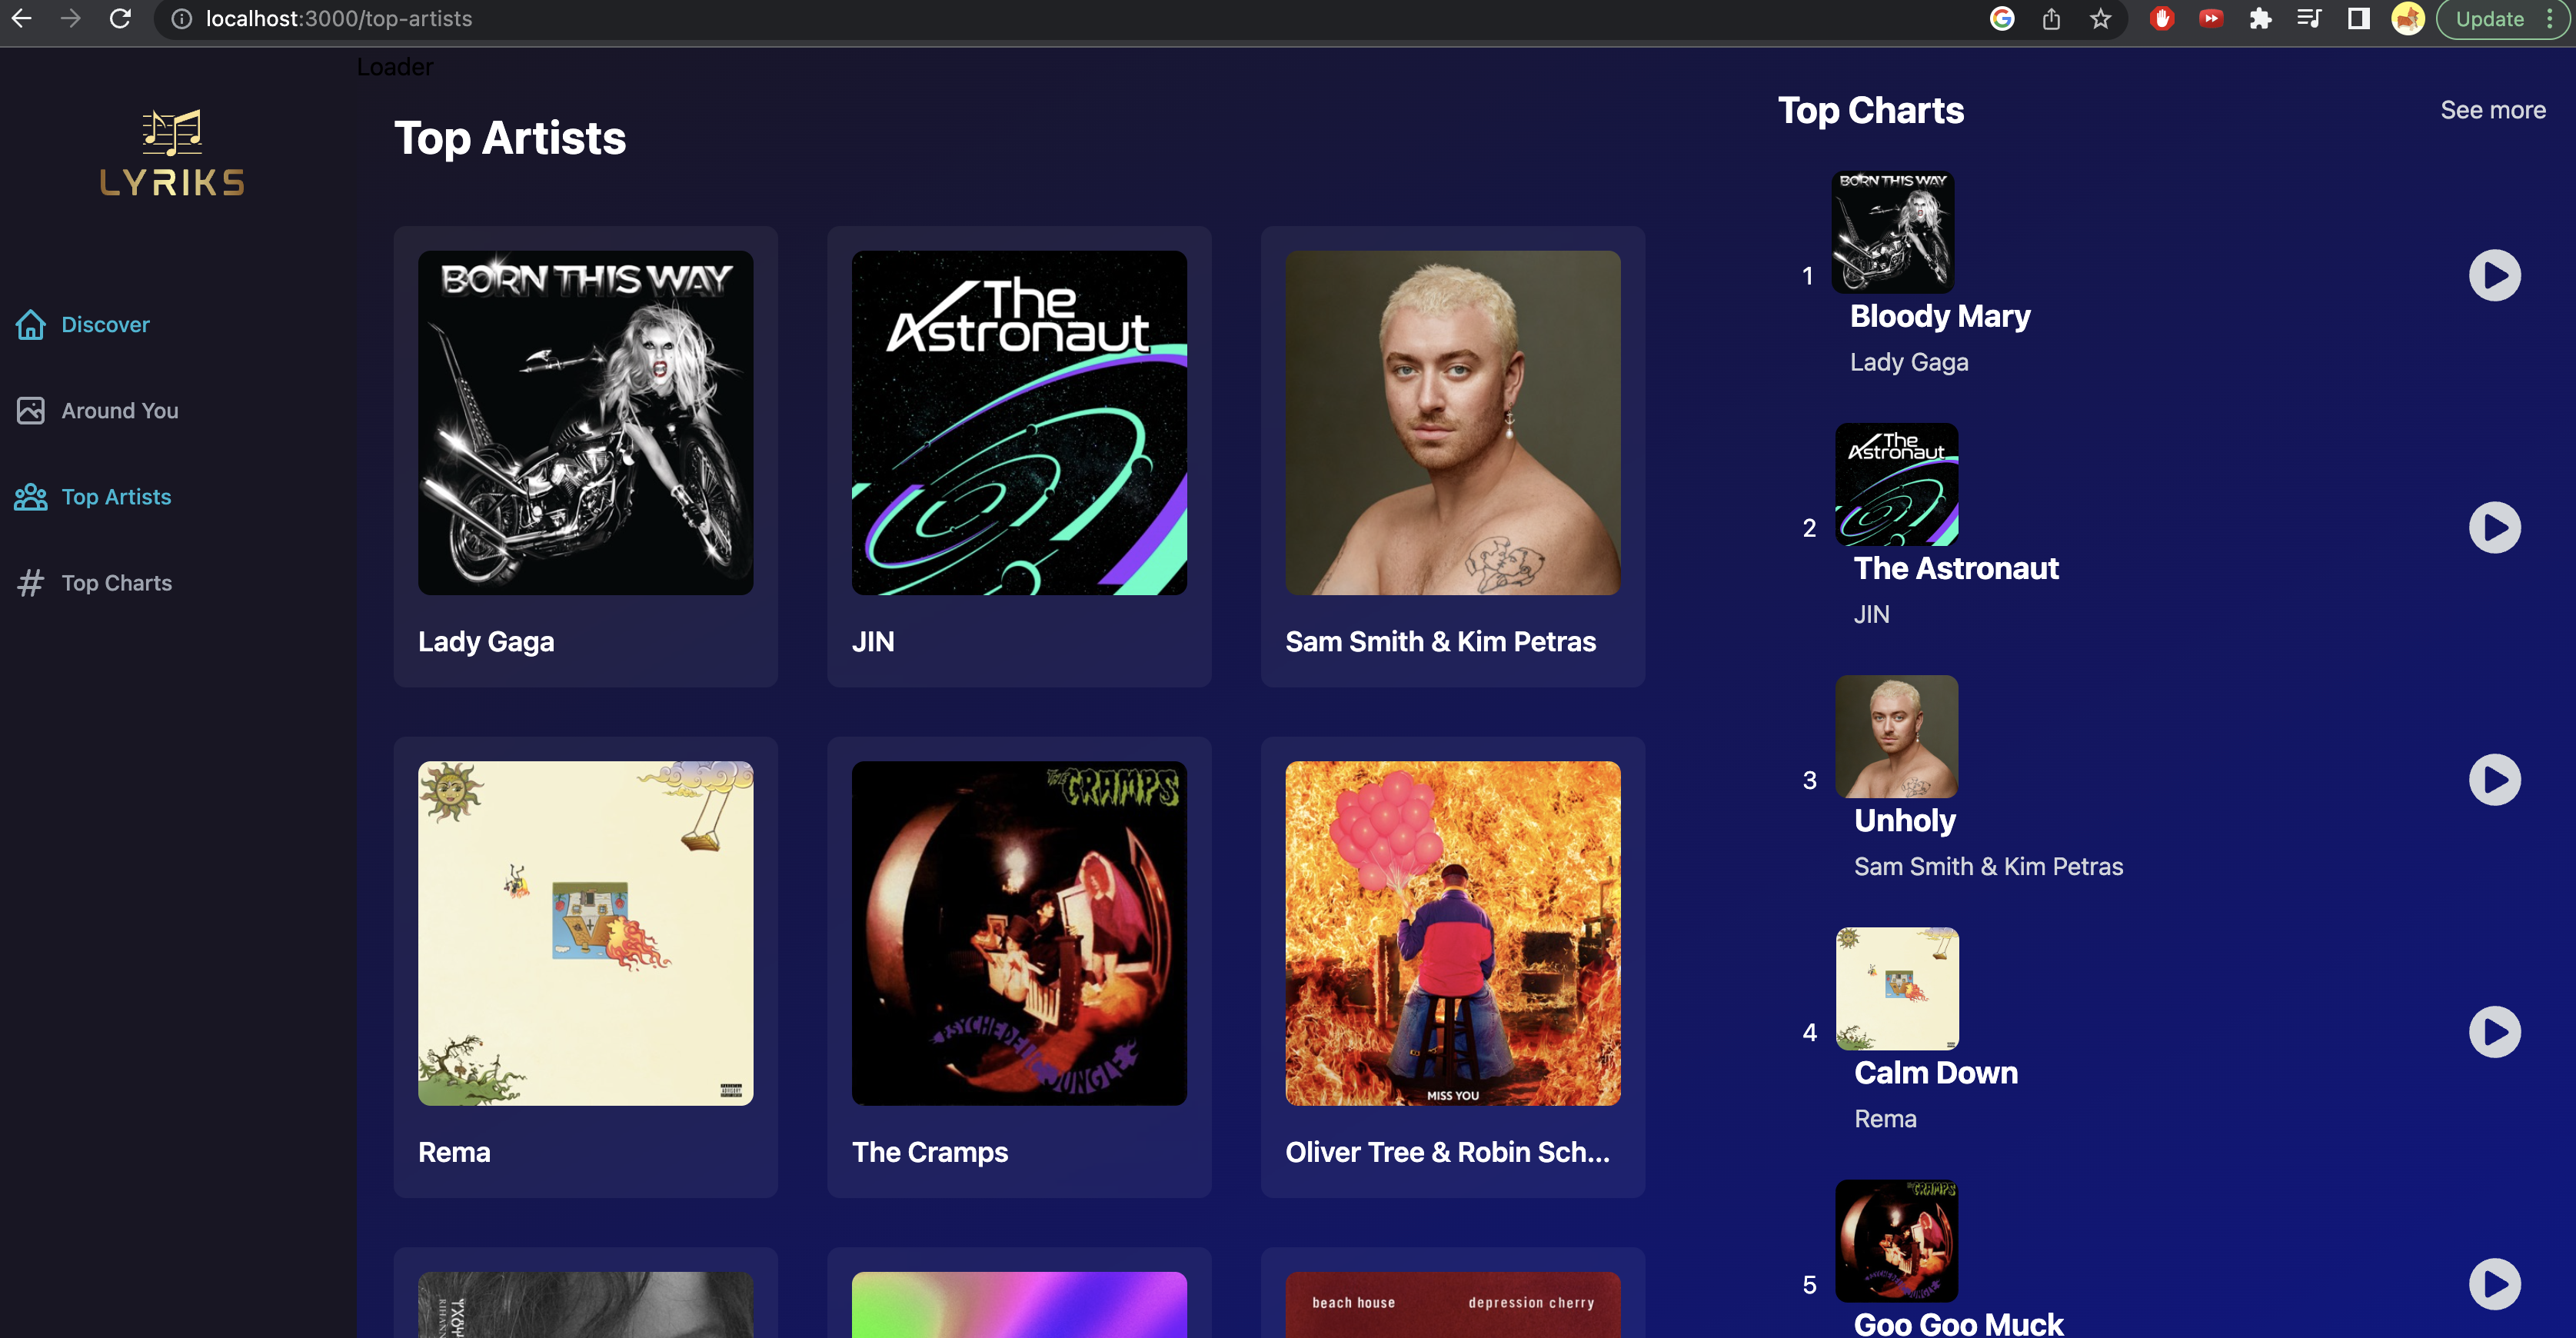 localhost:3000/top-artists
Update
Loader
LYRIKS
Discover
Around You
Top Artists
Top Charts
Top Artists
BORN THIS WAY
Lady Gaga
The
Astronaut
JIN
Sam Smith & Kim Petras
Rema
THE CRAMPS
PSYCHEDELIC JUNGLE
The Cramps
MISS YOU
Oliver Tree & Robin Sch...
beach house
depression cherry
Top Charts
See more
1
BORN THIS WAY
Bloody Mary
Lady Gaga
2
The
Astronaut
The Astronaut
JIN
3
Unholy
Sam Smith & Kim Petras
4
Calm Down
Rema
5
THE CRAMPS
Goo Goo Muck